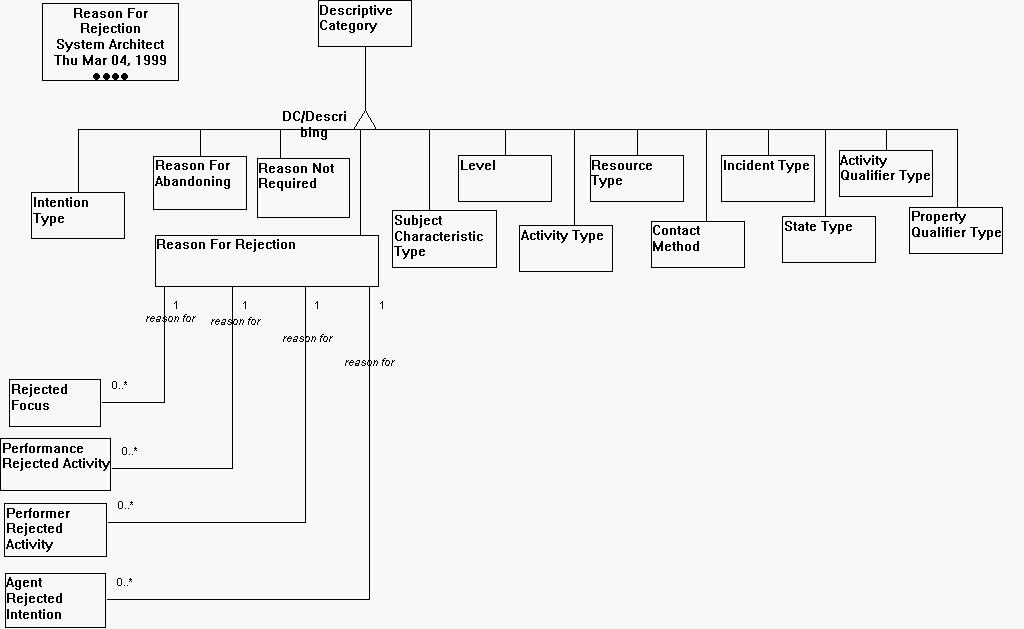 Reason For
Rejection
System Architect
Thu Mar 04, 1999
Descriptive
Category
DC/Descri
bing
Intention
Type
Reason For
Abandoning
Reason Not
Required
Reason For Rejection
Subject
Characteristic
Type
Level
Activity Type
Resource
Type
Contact
Method
Incident Type
State Type
Activity
Qualifier Type
Property
Qualifier Type
1
reason for
1
reason for
1
reason for
1
reason for
Rejected
Focus
0..*
Performance
Rejected Activity
0..*
Performer
Rejected
Activity
0..*
Agent
Rejected
Intention
0..*